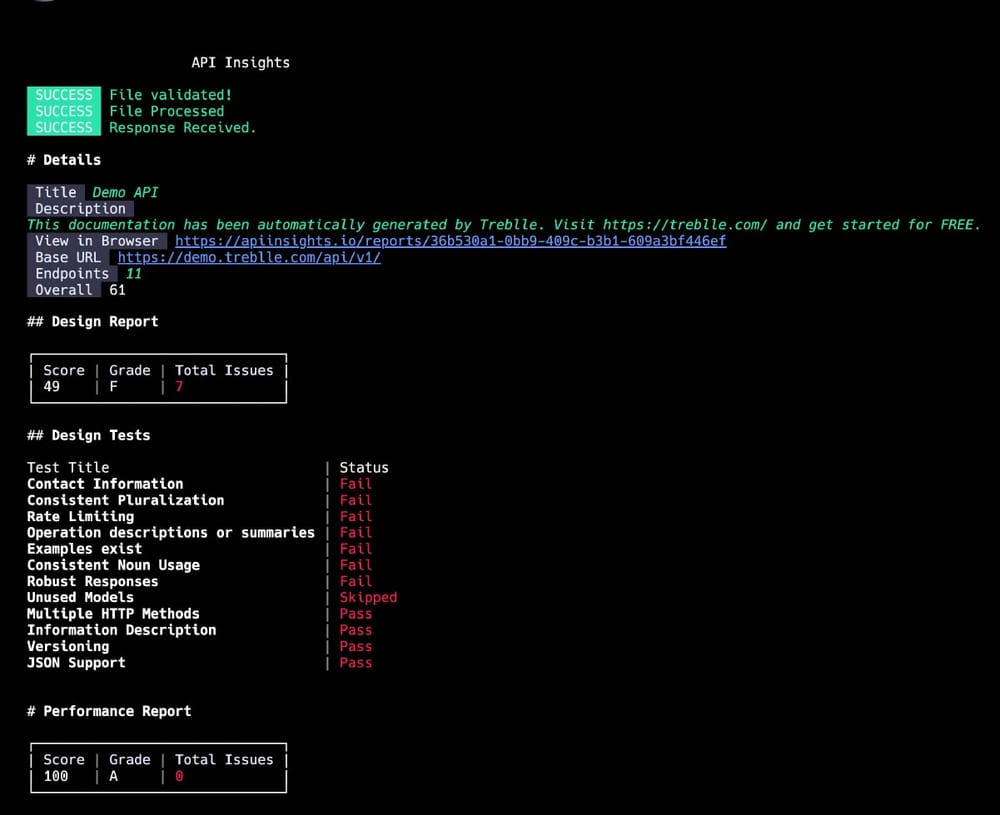 API Insights
SUCCESS File validated!
SUCCESS File Processed
SUCCESS Response Received.
# Details
Title Demo API
Description
This documentation has been automatically generated by Treblle. Visit https://treblle.com/ and get started for FREE.
View in Browser https://apiinsights.io/reports/36b530a1-0bb9-409c-b3b1-609a3bf446ef
Base URL https://demo.treblle.com/api/v1/
Endpoints 11
Overall 61
## Design Report
| Score | Grade | Total Issues |
| 49 | F | 7 |
## Design Tests
Test Title | Status
Contact Information | Fail
Consistent Pluralization | Fail
Rate Limiting | Fail
Operation descriptions or summaries | Fail
Examples exist | Fail
Consistent Noun Usage | Fail
Robust Responses | Fail
Unused Models | Skipped
Multiple HTTP Methods | Pass
Information Description | Pass
Versioning | Pass
JSON Support | Pass
# Performance Report
| Score | Grade | Total Issues |
| 100 | A | 0 |